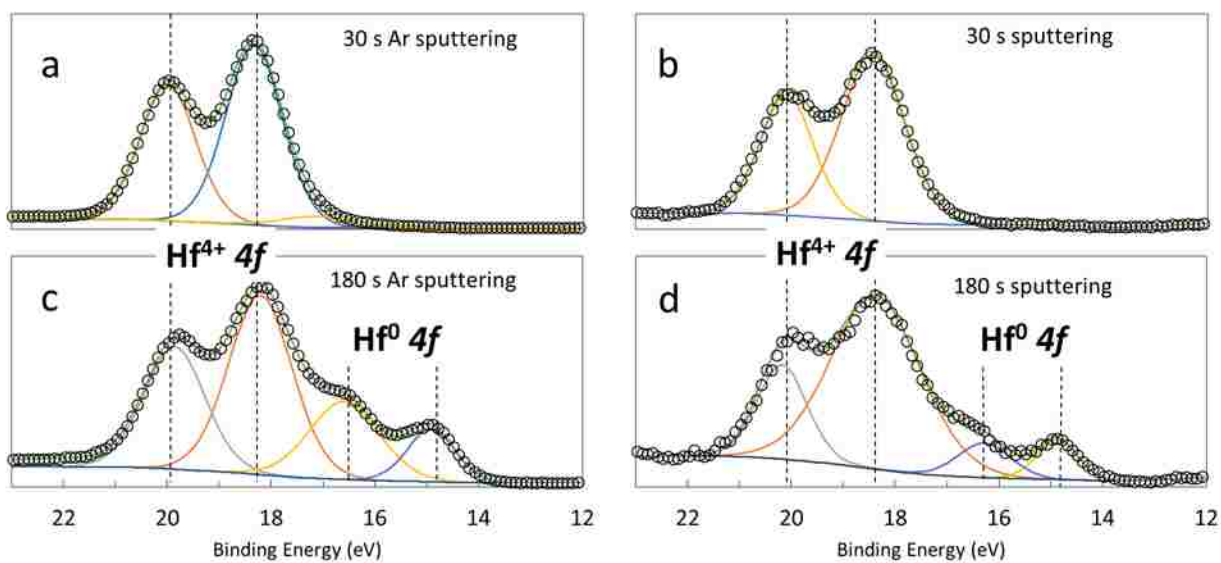 a
30 s Ar sputtering
b
30 s sputtering
Hf4+ 4f
Hf4+ 4f
c
180 s Ar sputtering
d
180 s sputtering
Hf0 4f
Hf0 4f
22 20 18 16 14 12
22 20 18 16 14 12
Binding Energy (eV)
Binding Energy (eV)